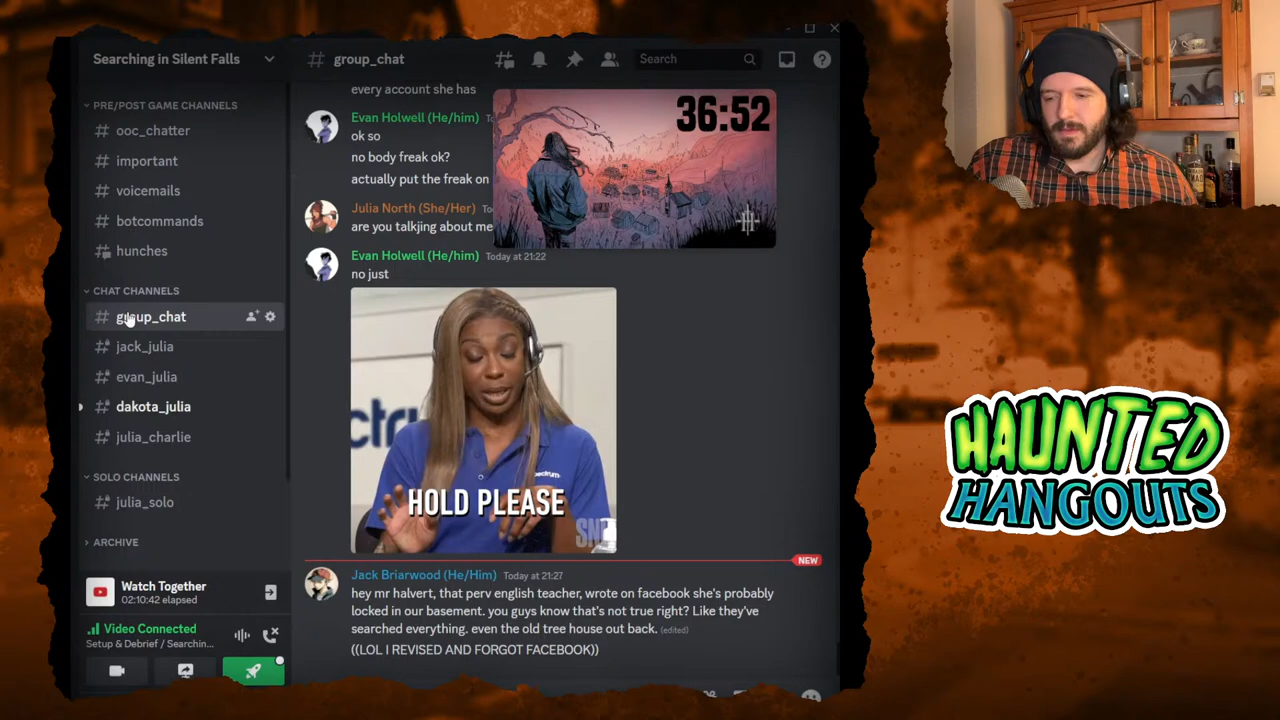 Searching in Silent Falls
PRE/POST GAME CHANNELS
# ooc_chatter
# important
# voicemails
# botcommands
hunches
CHAT CHANNELS
# group_chat
jack_julia
evan_julia
dakota_julia
julia_charlie
SOLO CHANNELS
julia_solo
ARCHIVE
Watch Together
02:10:42 elapsed
Video Connected
Setup & Debrief / Searchin...
# group_chat
Search
every account she has
Evan Holwell (He/him)
ok so
no body freak ok?
actually put the freak on
Julia North (She/Her)
are you talkjing about me
36:52
Evan Holwell (He/him) Today at 21:22
no just
HOLD PLEASE
NEW
Jack Briarwood (He/Him) Today at 21:27
hey mr halvert, that perv english teacher, wrote on facebook she's probably
locked in our basement. you guys know that's not true right? Like they've
searched everything. even the old tree house out back. (edited)
((LOL I REVISED AND FORGOT FACEBOOK))
HAUNTED
HANGOUTS